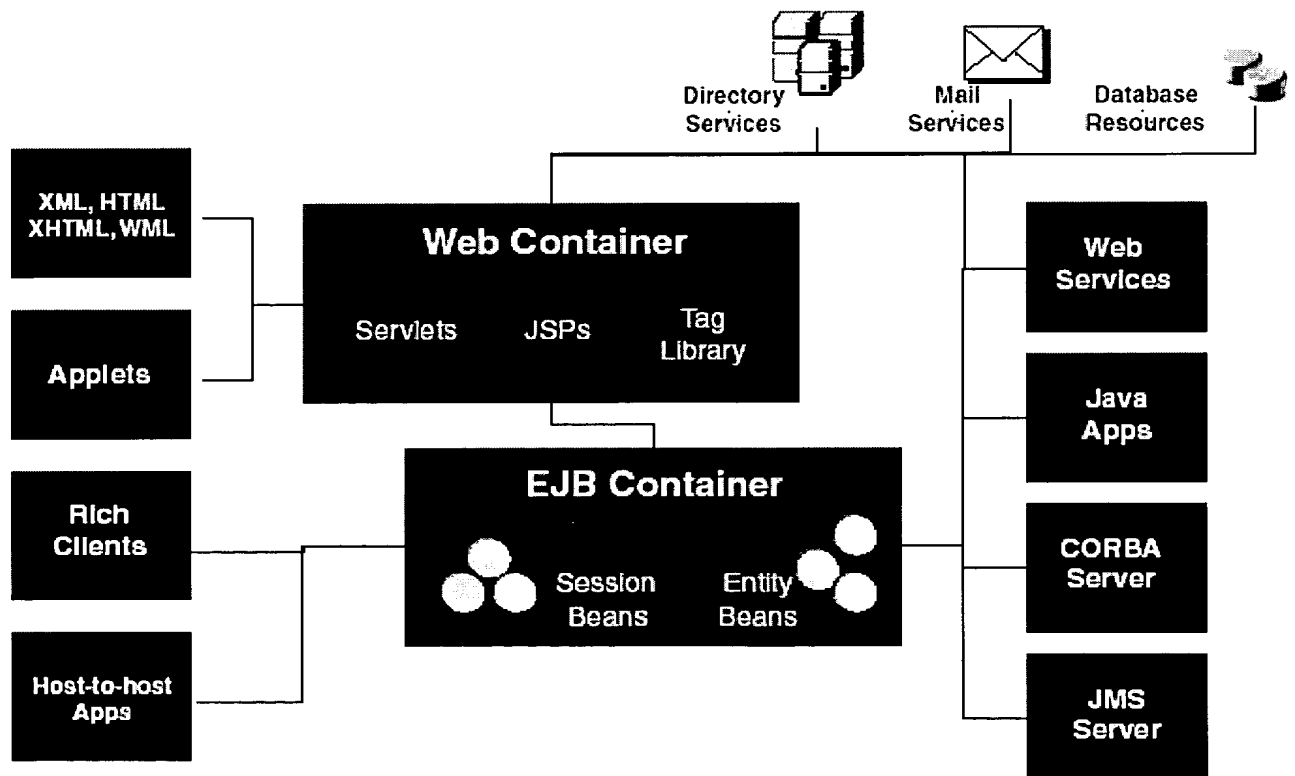 Directory
Services
Mail
Services
Database
Resources
XML, HTML
XHTML, WML
Applets
Rich
Clients
Host-to-host
Apps
Web Container
Servlets
JSPs
Tag
Library
EJB Container
Session
Beans
Entity
Beans
Web
Services
Java
Apps
CORBA
Server
JMS
Server